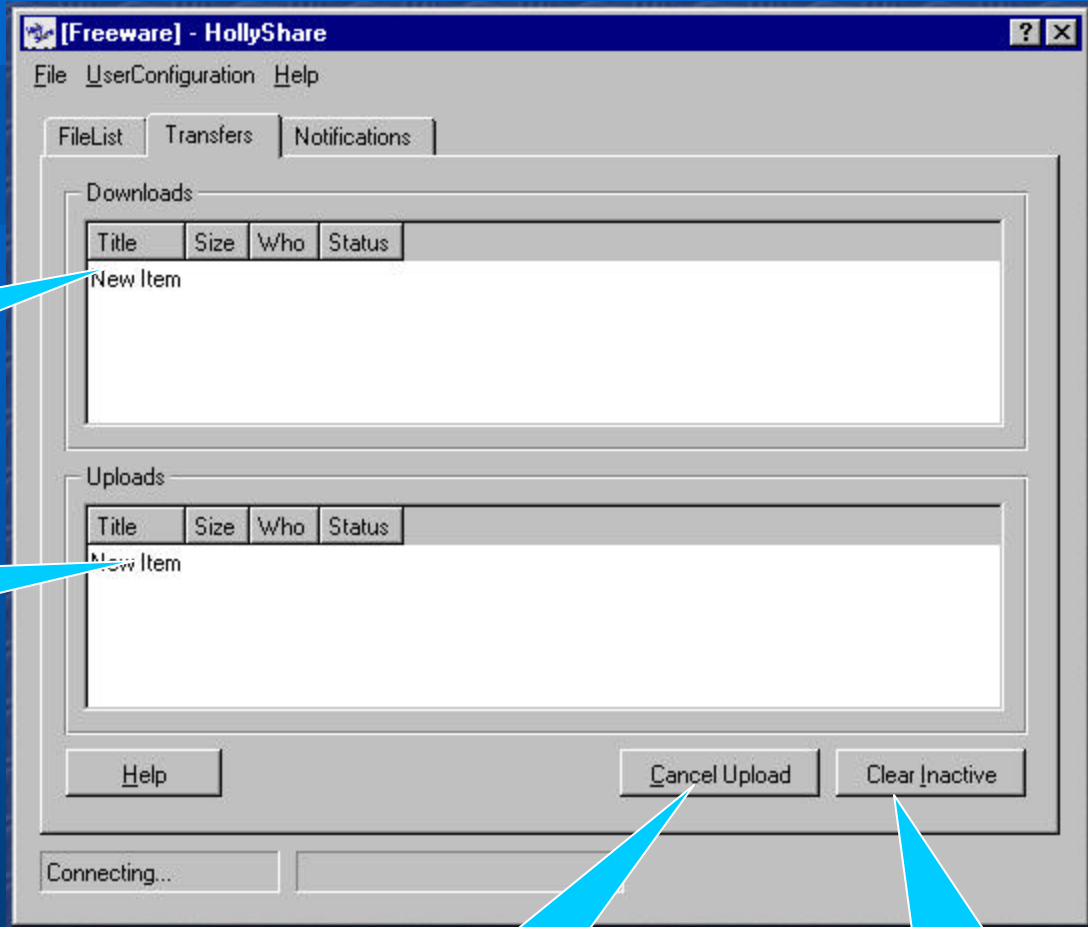 [Freeware] - HollyShare
File UserConfiguration Help
FileList Transfers Notifications
Downloads
Title Size Who Status
New Item
Uploads
Title Size Who Status
New Item
Help Cancel Upload Clear Inactive
Connecting...